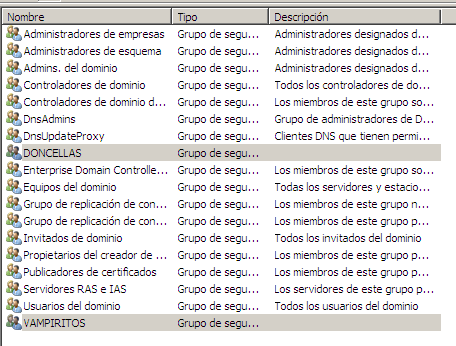 Nombre Tipo Descripción
Administradores de empresas Grupo de segu... Administradores designados d...
Administradores de esquema Grupo de segu... Administradores designados d...
Admins. del dominio Grupo de segu... Administradores designados d...
Controladores de dominio Grupo de segu... Todos los controladores de do...
Controladores de dominio d... Grupo de segu... Los miembros de este grupo so...
DnsAdmins Grupo de segu... Grupo de administradores de D...
DnsUpdateProxy Grupo de segu... Clientes DNS que tienen permi...
DONCELLAS Grupo de segu...
Enterprise Domain Controlle... Grupo de segu... Los miembros de este grupo so...
Equipos del dominio Grupo de segu... Todas los servidores y estacio...
Grupo de replicación de con... Grupo de segu... Los miembros de este grupo n...
Grupo de replicación de con... Grupo de segu... Los miembros de este grupo p...
Invitados de dominio Grupo de segu... Todos los invitados del dominio
Propietarios del creador de ... Grupo de segu... Los miembros de este grupo p...
Publicadores de certificados Grupo de segu... Los miembros de este grupo p...
Servidores RAS e IAS Grupo de segu... Los servidores de este grupo p...
Usuarios del dominio Grupo de segu... Todos los usuarios del dominio
VAMPIRITOS Grupo de segu...